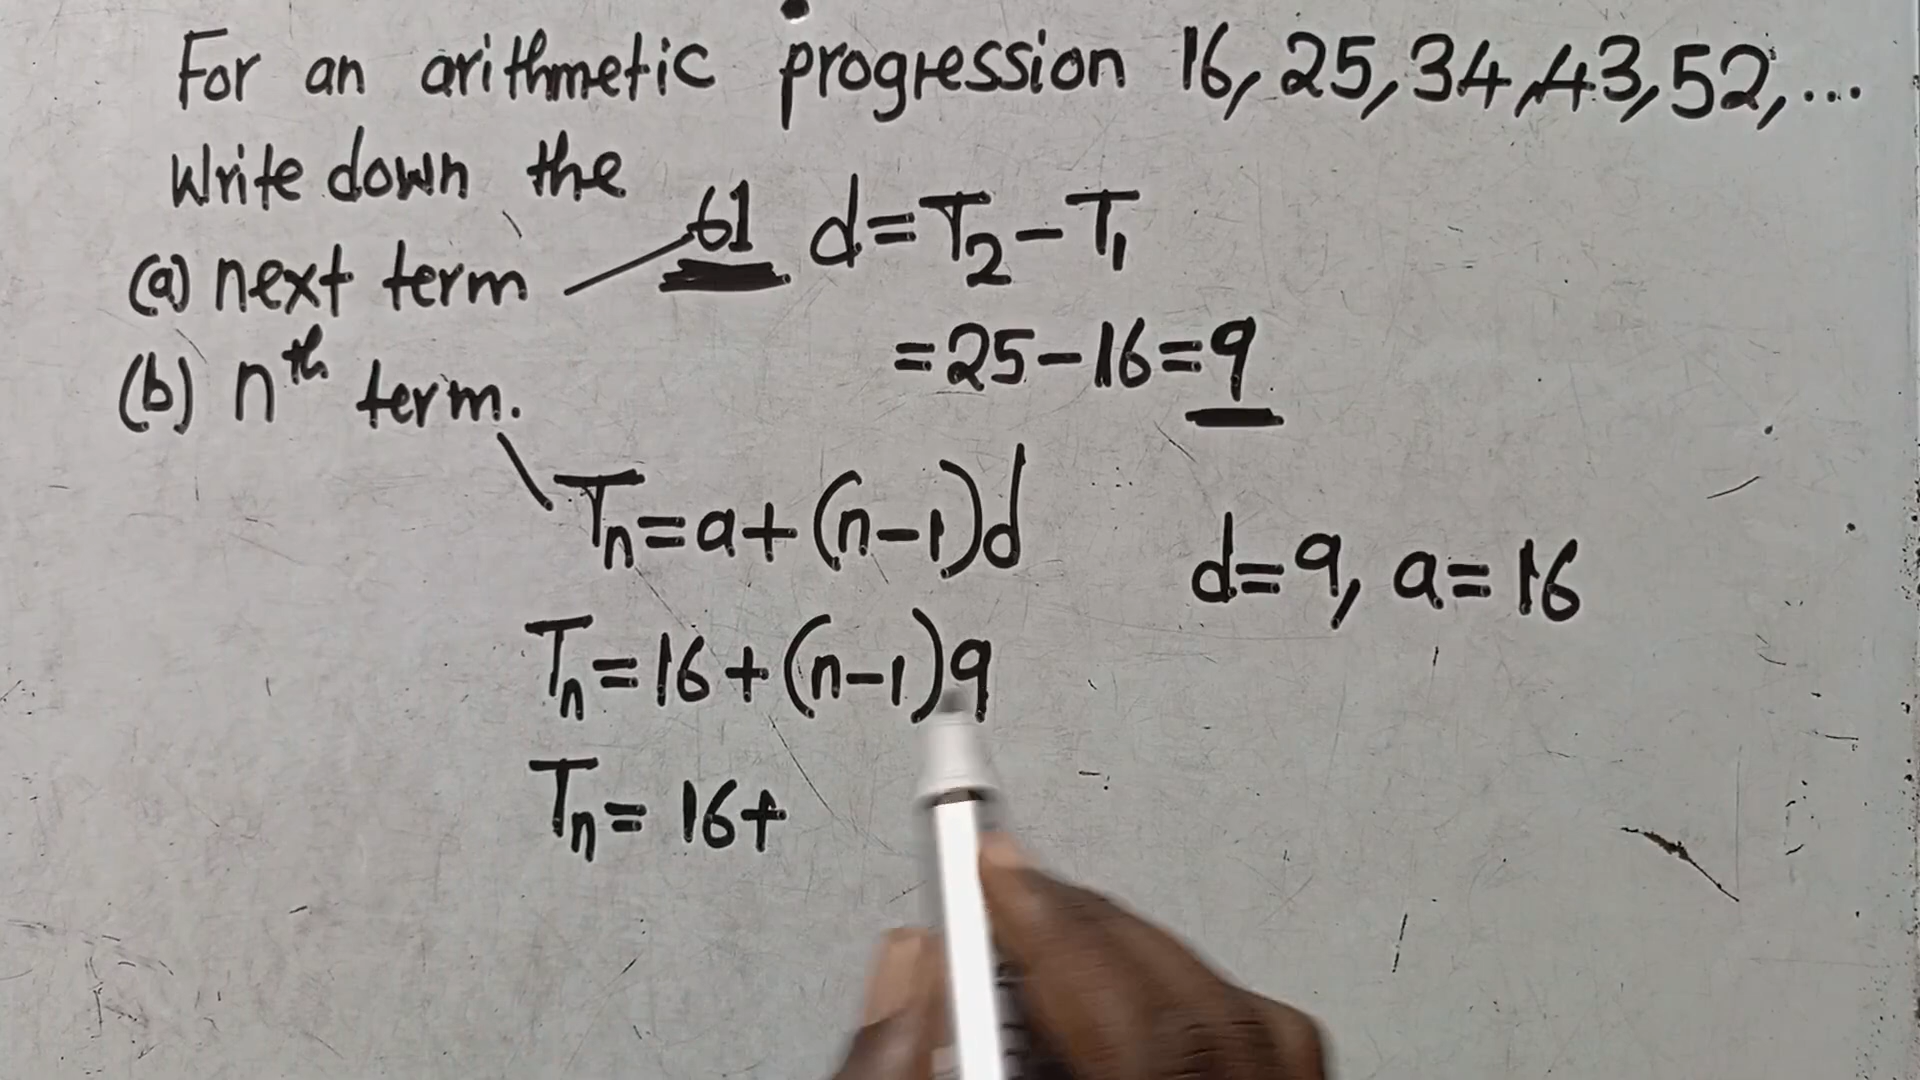 For an arithmetic progression 16, 25, 34, 43, 52, ...
Write down the
(a) next term 61
d = T₂ - T₁
= 25 - 16 = 9
(b) nᵗʰ term.
Tₙ = a + (n-1)d
d = 9, a = 16
Tₙ = 16 + (n-1)9
Tₙ = 16 +